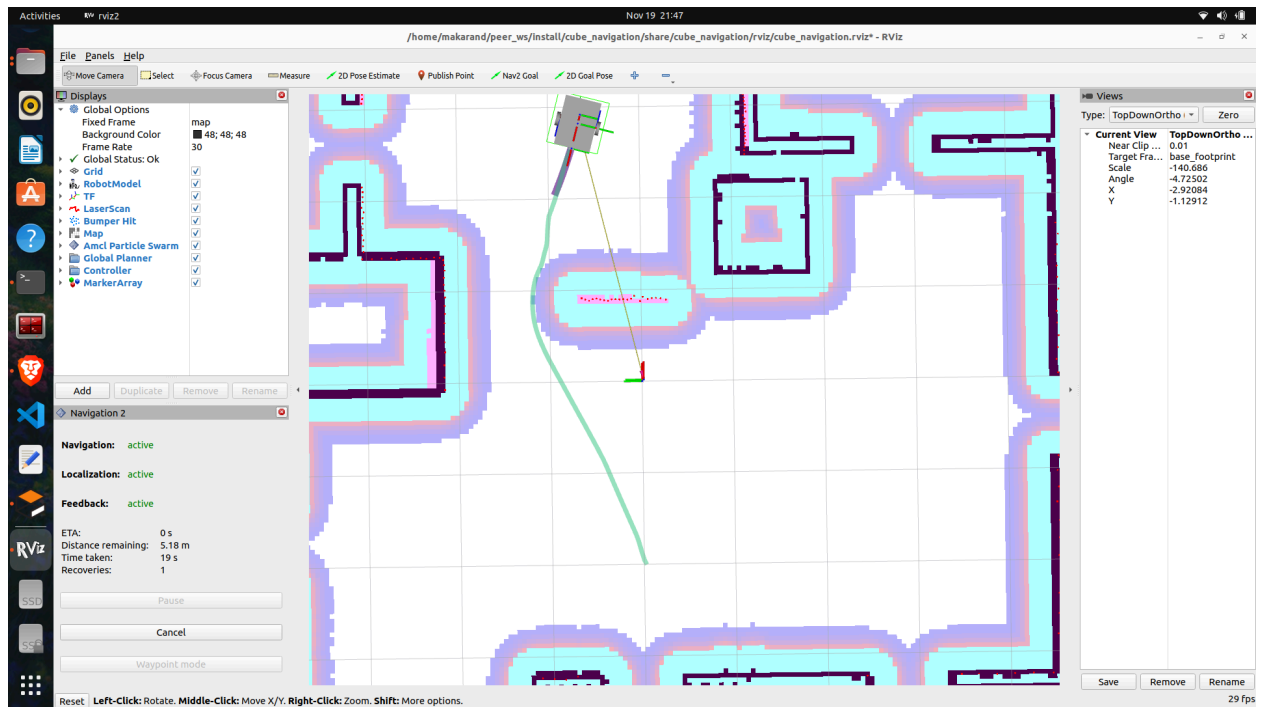 Activities
RViz rviz2
Nov 19 21:47
/home/makarand/peer_ws/install/cube_navigation/share/cube_navigation/rviz/cube_navigation.rviz* - RViz
File Panels Help
Move Camera Select Focus Camera Measure 2D Pose Estimate Publish Point Nav2 Goal 2D Goal Pose
Displays
Global Options
Fixed Frame map
Background Color 48; 48; 48
Frame Rate 30
Global Status: Ok
Grid
RobotModel
TF
LaserScan
Bumper Hit
Map
Amcl Particle Swarm
Global Planner
Controller
MarkerArray
Add Duplicate Remove Rename
Navigation 2
Navigation: active
Localization: active
Feedback: active
ETA: 0 s
Distance remaining: 5.18 m
Time taken: 19 s
Recoveries: 1
Pause
Cancel
Waypoint mode
Reset Left-Click: Rotate. Middle-Click: Move X/Y. Right-Click: Zoom. Shift: More options.
Views
Type: TopDownOrtho Zero
Current View TopDownOrtho ...
Near Clip ... 0.01
Target Fra... base_footprint
Scale -140.686
Angle -4.72502
X -2.92084
Y -1.12912
Save Remove Rename
29 fps
RViz
SSD